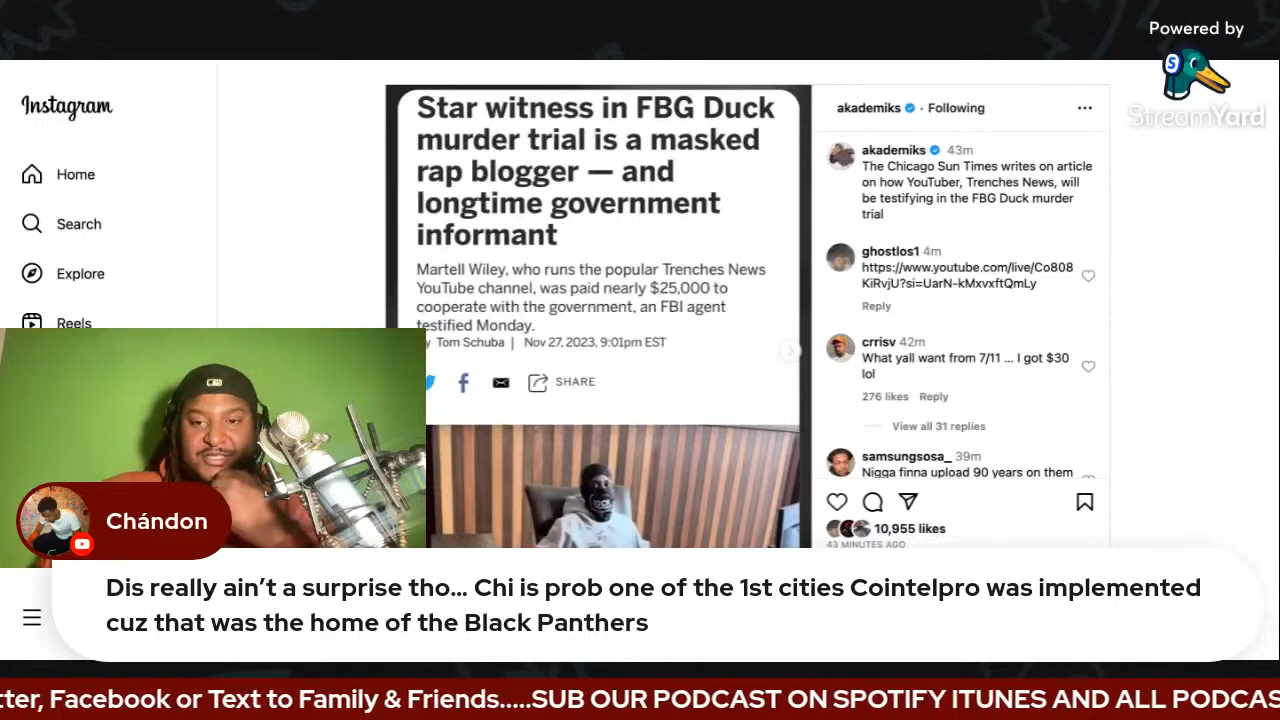 Powered by
StreamYard
Instagram
Home
Search
Explore
Reels
Star witness in FBG Duck
murder trial is a masked
rap blogger — and
longtime government
informant
Martell Wiley, who runs the popular Trenches News
YouTube channel, was paid nearly $25,000 to
cooperate with the government, an FBI agent
testified Monday.
y Tom Schuba | Nov 27, 2023, 9:01pm EST
SHARE
akademiks • Following
akademiks 43m
The Chicago Sun Times writes on article
on how YouTuber, Trenches News, will
be testifying in the FBG Duck murder
trial
ghostlos1 4m
https://www.youtube.com/live/Co808
KiRvjU?si=UarN-kMxvxftQmLy
Reply
crrisv 42m
What yall want from 7/11 ... I got $30
lol
276 likes Reply
View all 31 replies
samsungsosa_ 39m
Nigga finna upload 90 years on them
10,955 likes
43 MINUTES AGO
Chándon
Dis really ain’t a surprise tho... Chi is prob one of the 1st cities Cointelpro was implemented
cuz that was the home of the Black Panthers
tter, Facebook or Text to Family & Friends.....SUB OUR PODCAST ON SPOTIFY ITUNES AND ALL PODCAS